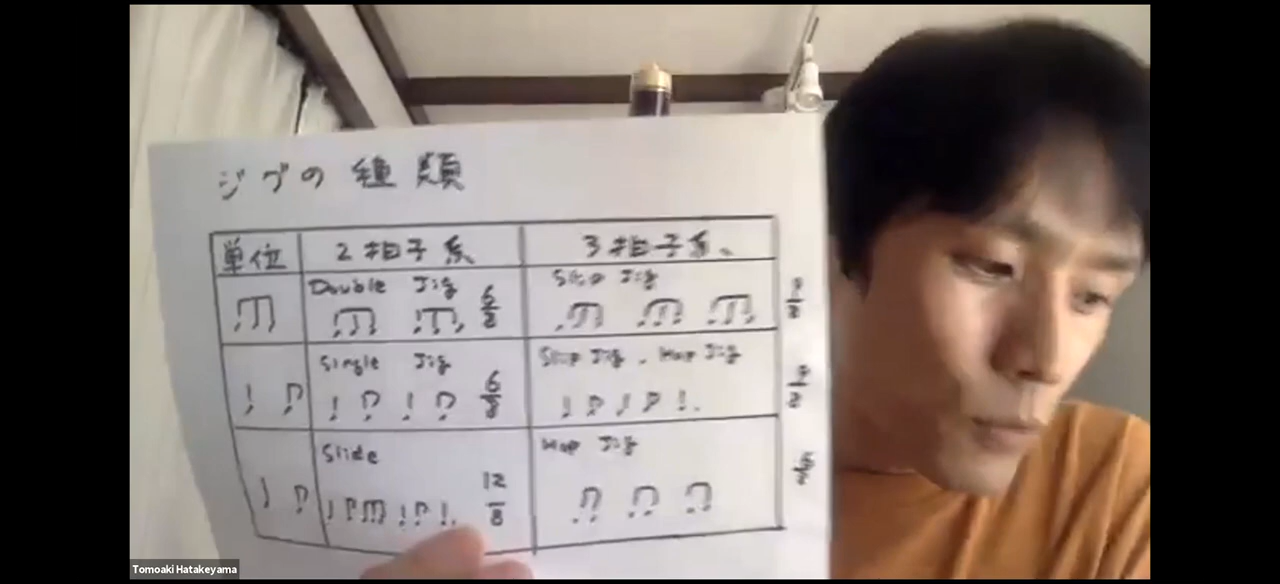 ジグの種類
単位 2拍子系 3拍子系
Double Jig 6/8 Slip Jig 9/8
Single Jig 6/8 Slip Jig・Hop Jig 9/8
Slide 12/8 Hop Jig
Tomoaki Hatakeyama